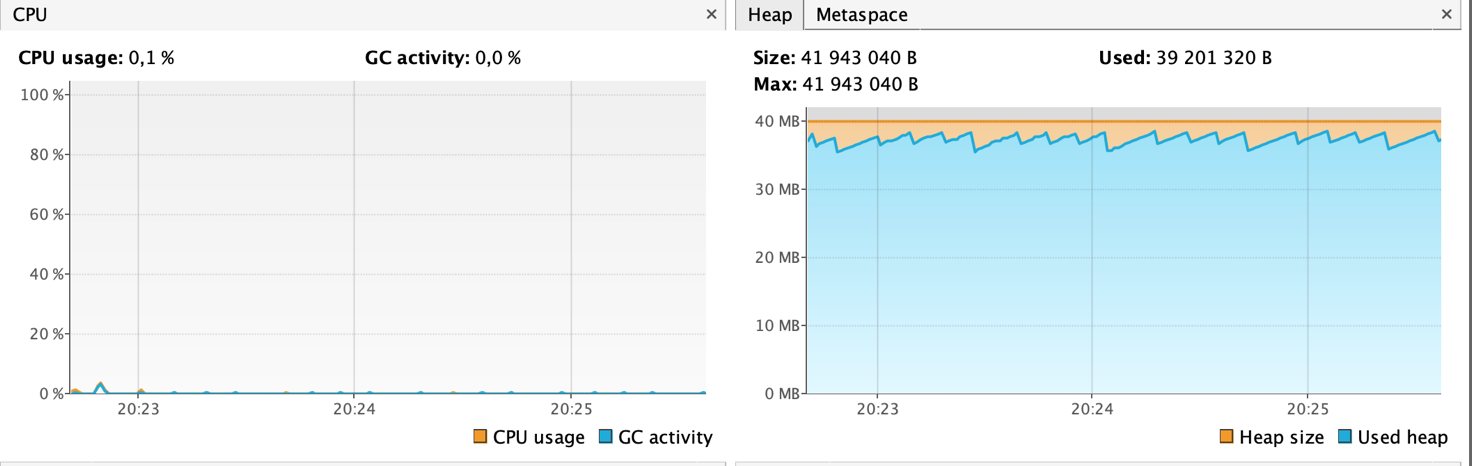 CPU ×
CPU usage: 0,1 % GC activity: 0,0 %
100 %
80 %
60 %
40 %
20 %
0 %
20:23 20:24 20:25
CPU usage GC activity
Heap Metaspace ×
Size: 41 943 040 B Used: 39 201 320 B
Max: 41 943 040 B
40 MB
30 MB
20 MB
10 MB
0 MB
20:23 20:24 20:25
Heap size Used heap